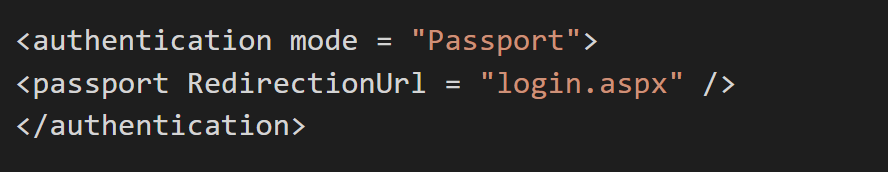 <authentication mode = "Passport">
<passport RedirectionUrl = "login.aspx" />
</authentication>